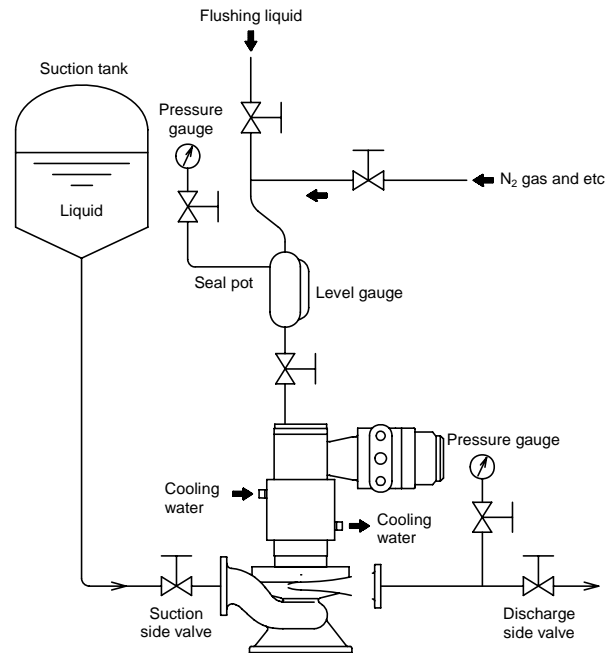 Flushing liquid
Suction tank
Pressure
gauge
N₂ gas and etc
Liquid
Seal pot
Level gauge
Pressure gauge
Cooling
water
Cooling
water
Suction
side valve
Discharge
side valve